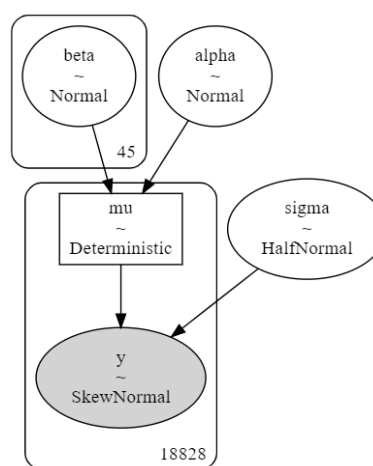 beta
~
Normal
45
alpha
~
Normal
mu
~
Deterministic
sigma
~
HalfNormal
y
~
SkewNormal
18828